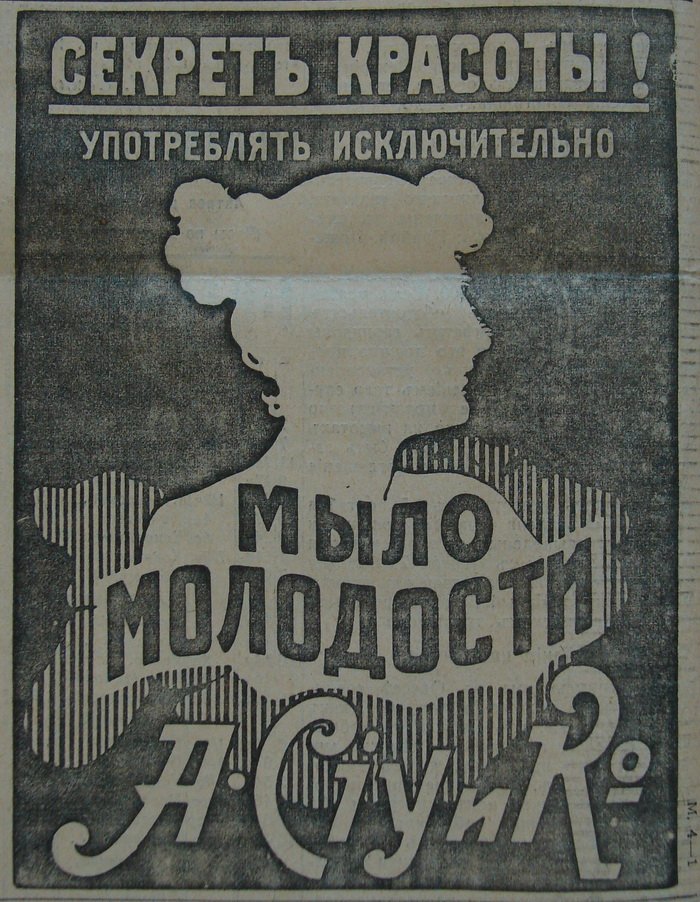 СЕКРЕТЪ КРАСОТЫ!
УПОТРЕБЛЯТЬ ИСКЛЮЧИТЕЛЬНО
МЫЛО
МОЛОДОСТИ
А. Сіу и Ко
М. 4—1